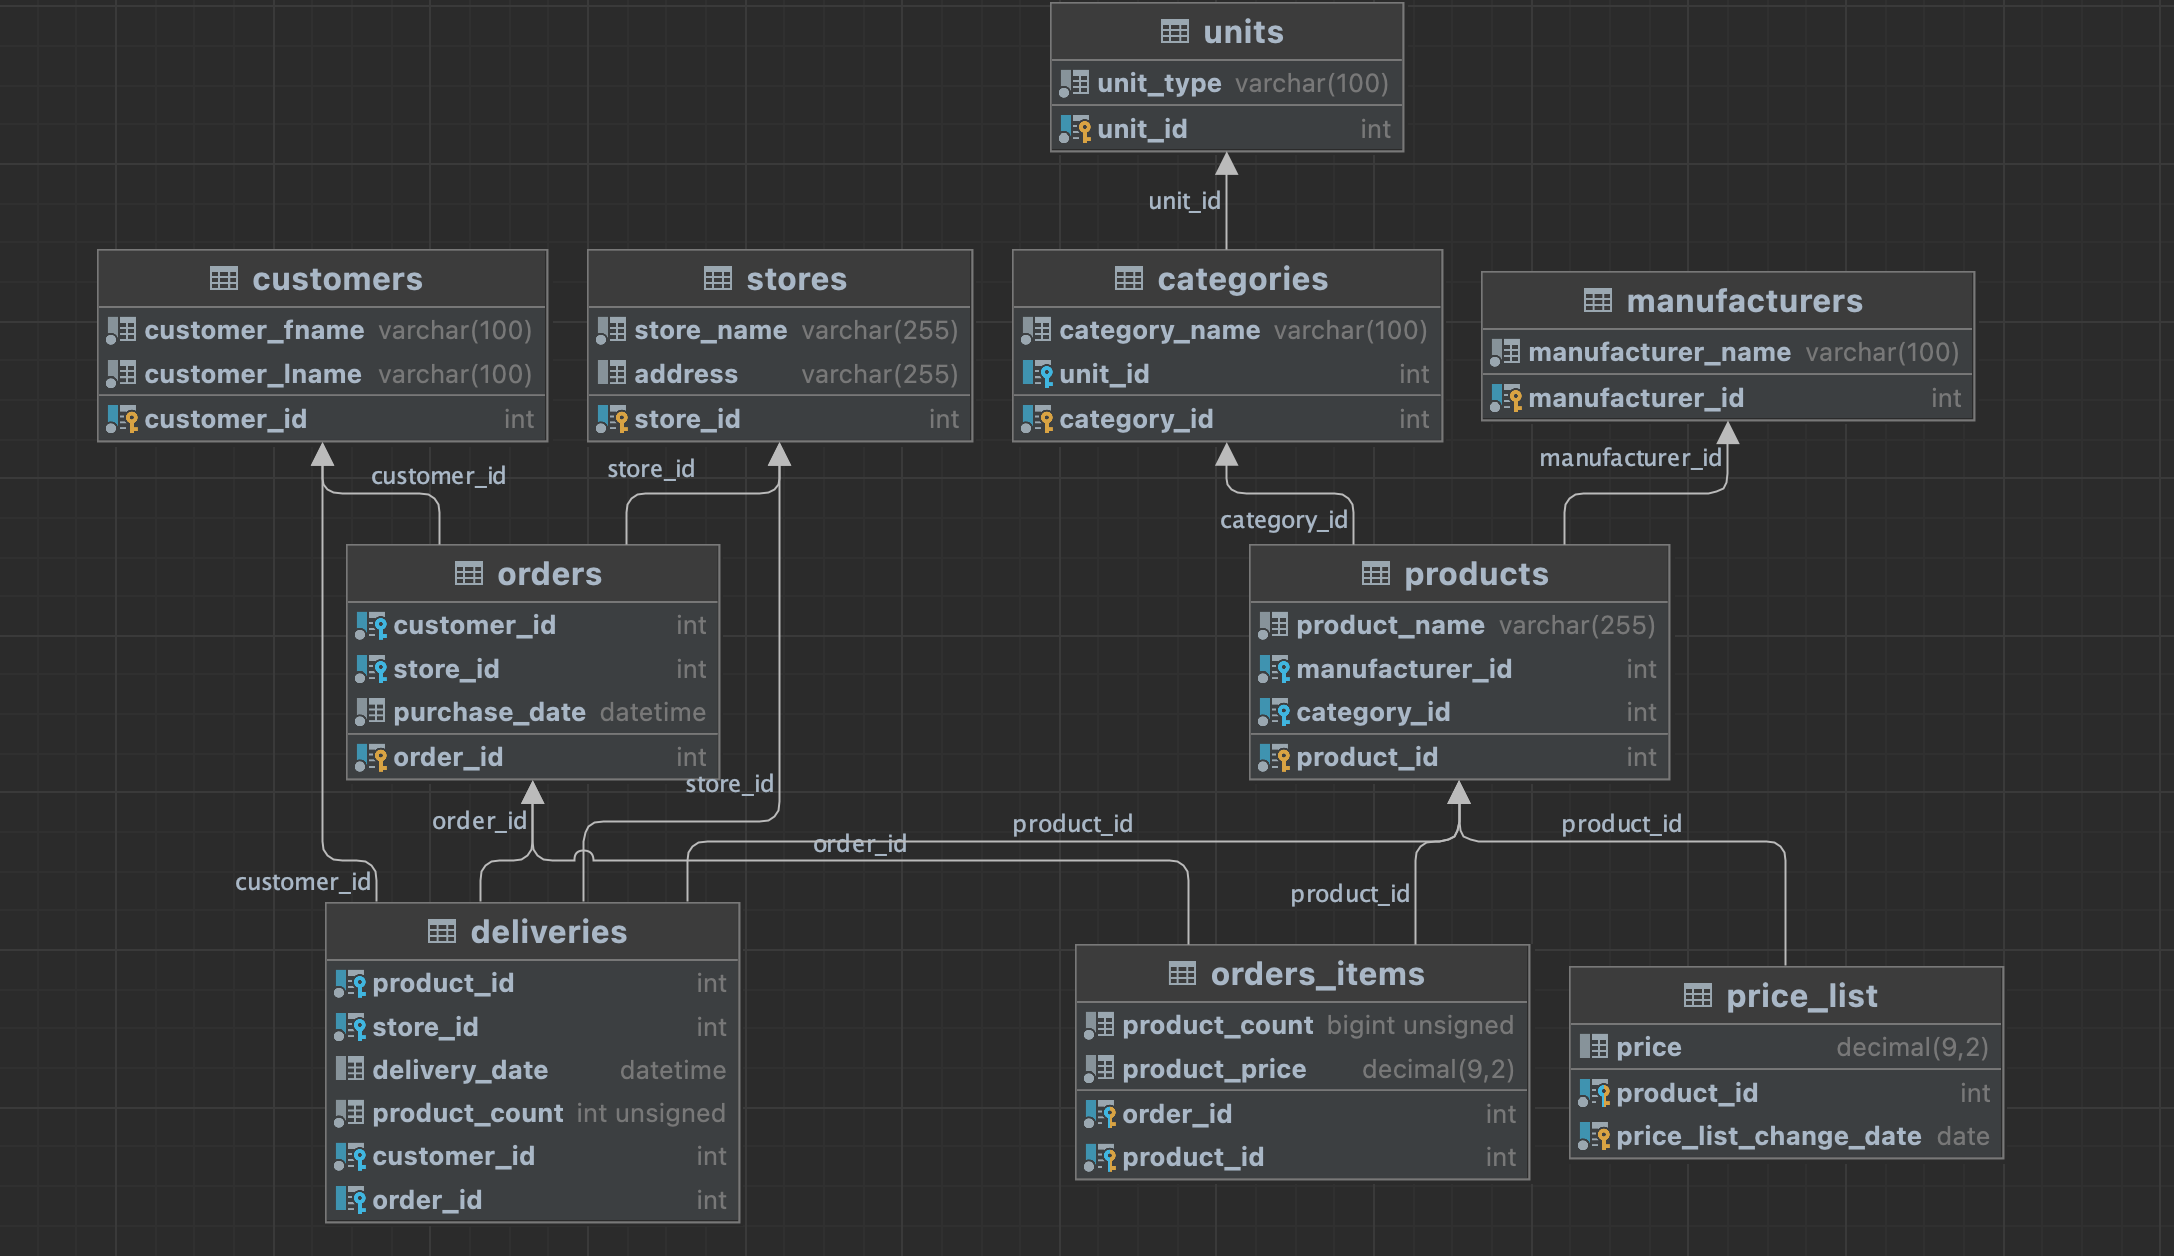 units
unit_type varchar(100)
unit_id int
unit_id
customers
customer_fname varchar(100)
customer_lname varchar(100)
customer_id int
stores
store_name varchar(255)
address varchar(255)
store_id int
categories
category_name varchar(100)
unit_id int
category_id int
manufacturers
manufacturer_name varchar(100)
manufacturer_id int
customer_id
store_id
category_id
manufacturer_id
orders
customer_id int
store_id int
purchase_date datetime
order_id int
products
product_name varchar(255)
manufacturer_id int
category_id int
product_id int
store_id
order_id
order_id
product_id
product_id
customer_id
product_id
deliveries
product_id int
store_id int
delivery_date datetime
product_count int unsigned
customer_id int
order_id int
orders_items
product_count bigint unsigned
product_price decimal(9,2)
order_id int
product_id int
price_list
price decimal(9,2)
product_id int
price_list_change_date date